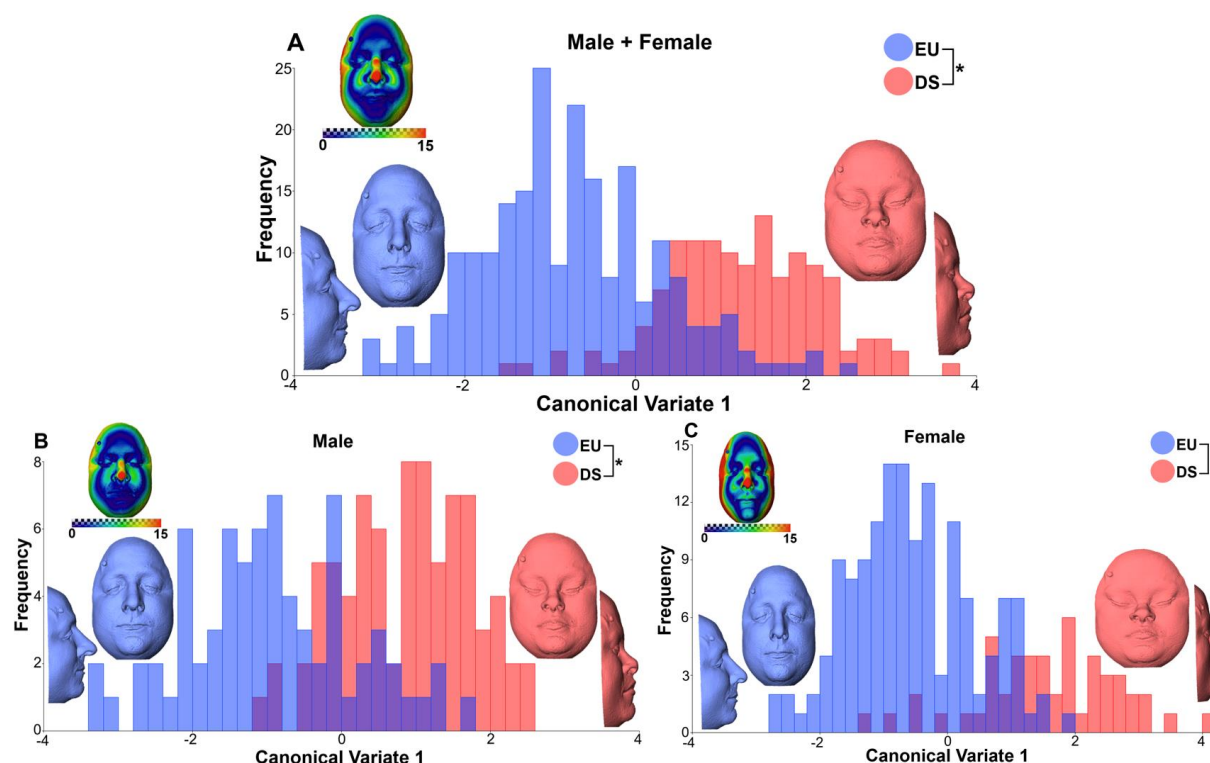 A
Male + Female
EU
DS
*
0 15
Frequency
25
20
15
10
5
0
-4 -2 0 2 4
Canonical Variate 1
B
Male
EU
DS
*
0 15
Frequency
8
6
4
2
0
-4 -2 0 2 4
Canonical Variate 1
C
Female
EU
DS
0 15
Frequency
15
12
9
6
3
0
-4 -2 0 2 4
Canonical Variate 1